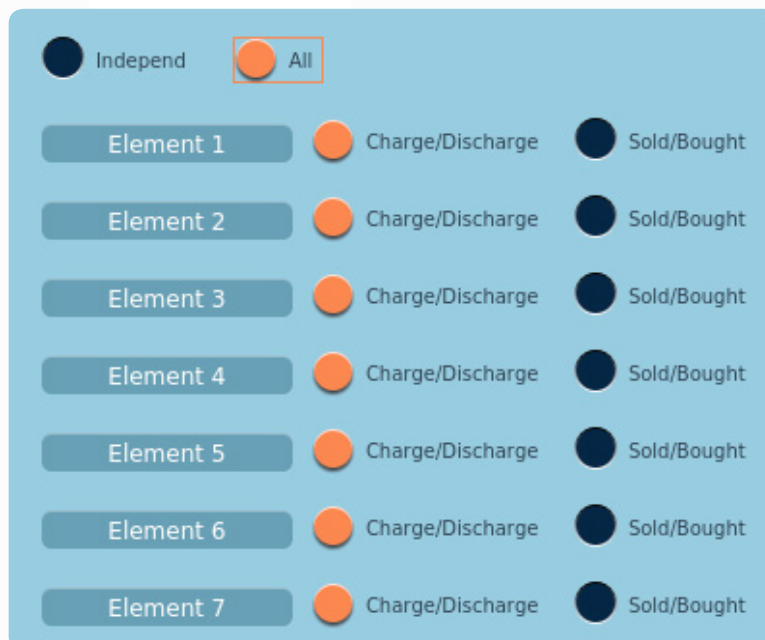 Independ All
Element 1 Charge/Discharge Sold/Bought
Element 2 Charge/Discharge Sold/Bought
Element 3 Charge/Discharge Sold/Bought
Element 4 Charge/Discharge Sold/Bought
Element 5 Charge/Discharge Sold/Bought
Element 6 Charge/Discharge Sold/Bought
Element 7 Charge/Discharge Sold/Bought